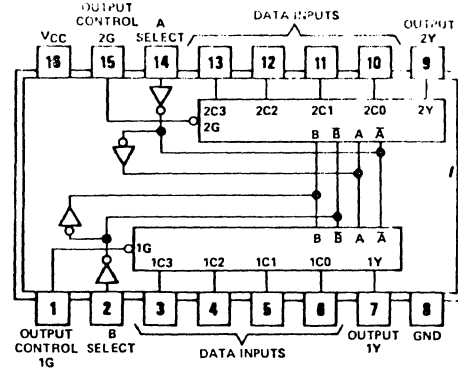 OUTPUT
CONTROL
VCC 2G
A
SELECT
DATA INPUTS
OUTPUT
2Y
16 15 14 13 12 11 10 9
2C3 2C2 2C1 2C0 2Y
2G
B B̅ A A̅
B B̅ A A̅
1G
1C3 1C2 1C1 1C0 1Y
1 2 3 4 5 6 7 8
OUTPUT
CONTROL
1G
B
SELECT
DATA INPUTS
OUTPUT
1Y
GND